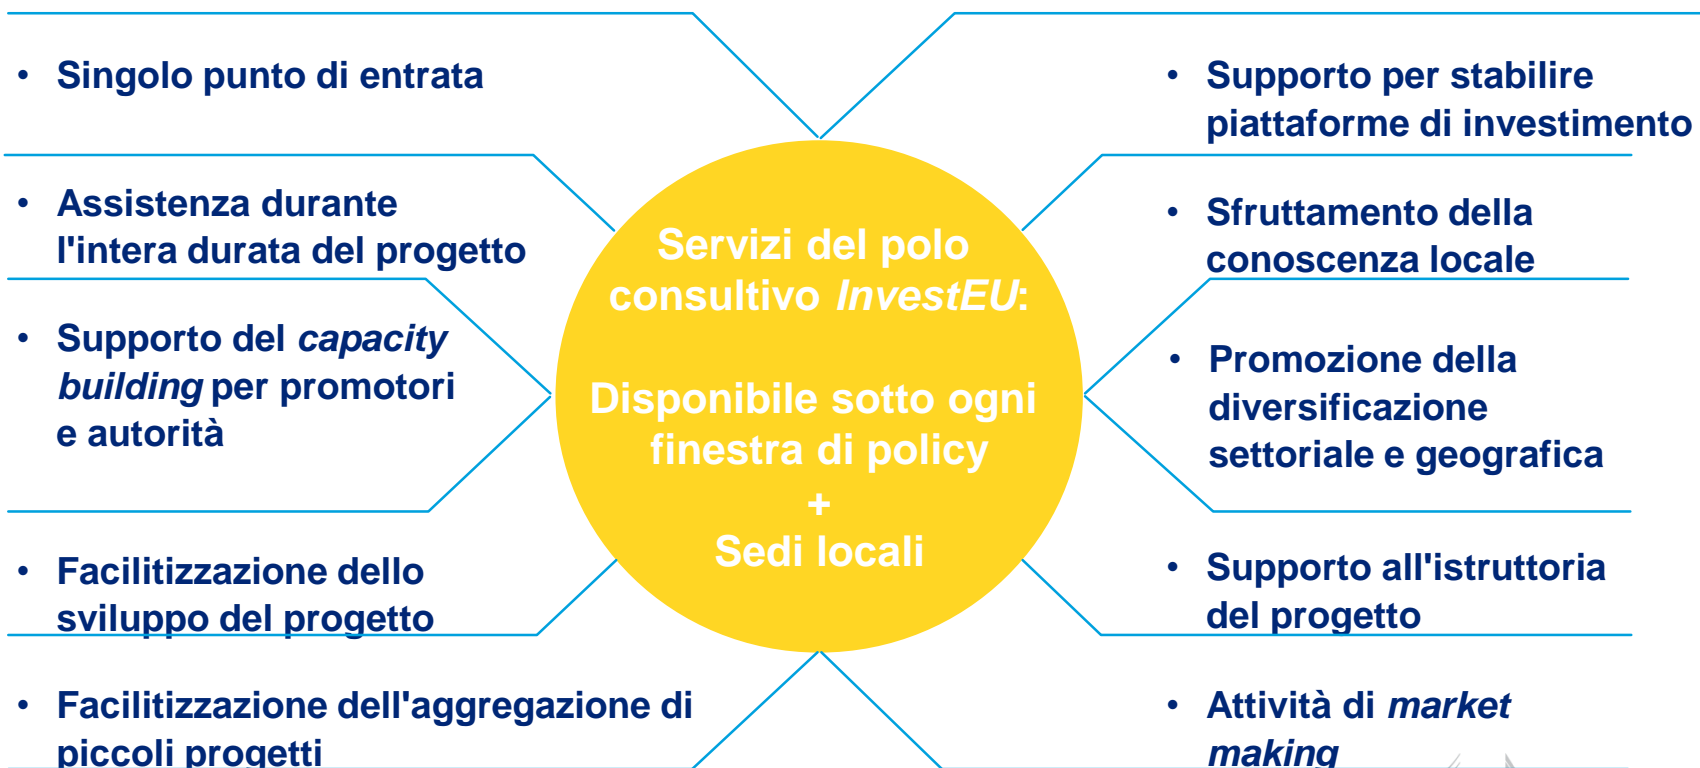 • Singolo punto di entrata
• Assistenza durante
l'intera durata del progetto
• Supporto del capacity
building per promotori
e autorità
• Facilitizzazione dello
sviluppo del progetto
• Facilitizzazione dell'aggregazione di
piccoli progetti
Servizi del polo
consultivo InvestEU:
Disponibile sotto ogni
finestra di policy
+
Sedi locali
• Supporto per stabilire
piattaforme di investimento
• Sfruttamento della
conoscenza locale
• Promozione della
diversificazione
settoriale e geografica
• Supporto all'istruttoria
del progetto
• Attività di market
making